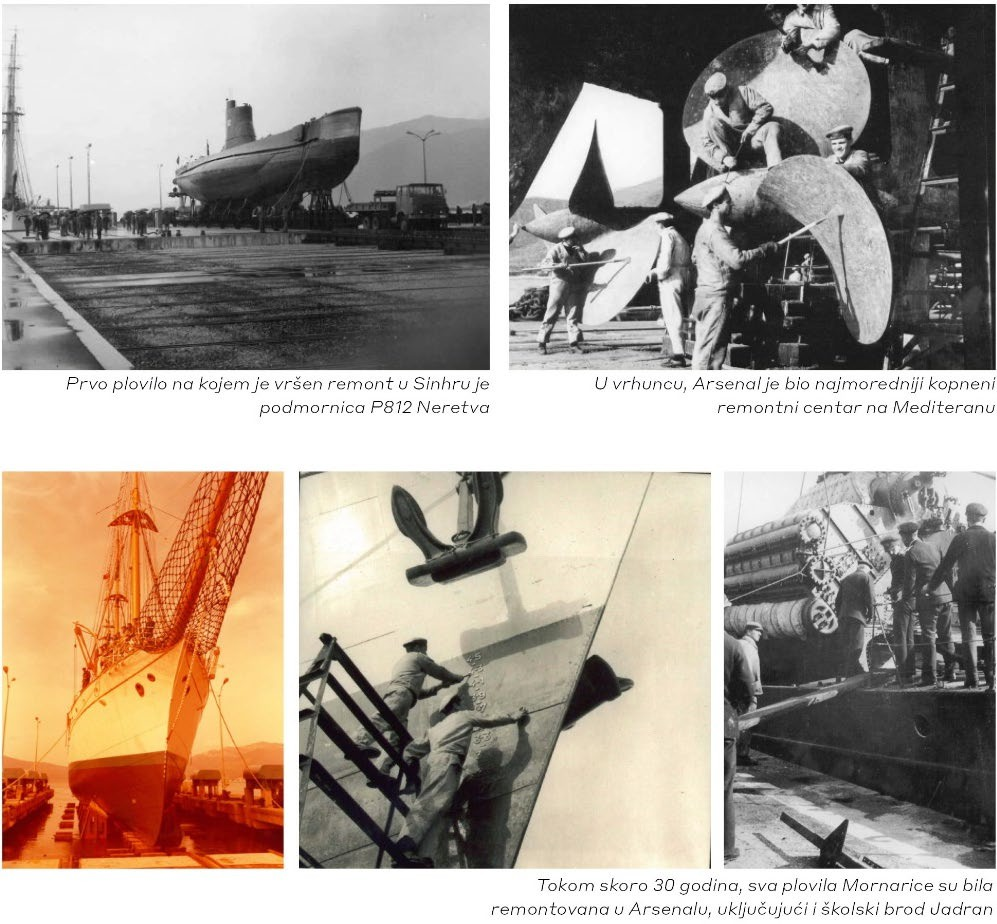 Prvo plovilo na kojem je vršen remont u Sinhru je
podmornica P812 Neretva
U vrhuncu, Arsenal je bio najmoredniji kopneni
remontni centar na Mediteranu
Tokom skoro 30 godina, sva plovila Mornarice su bila
remontovana u Arsenalu, uključujući i školski brod Jadran